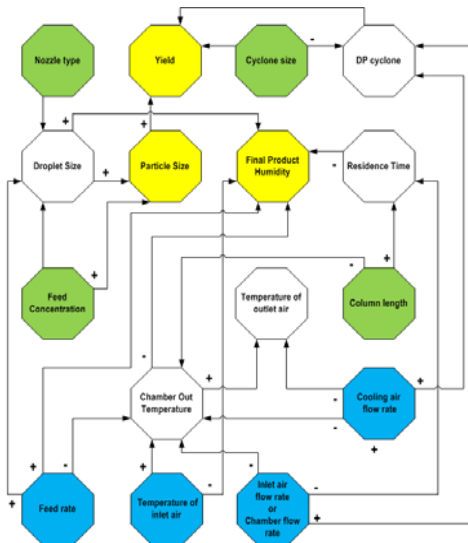 Nozzle type
Yield
Cyclone size
-
DP cyclone
+
+
+
Droplet Size
+
Particle Size
Final Product
Humidity
-
Residence Time
Feed
Concentration
+
Temperature of
outlet air
-
+
Column length
-
Chamber Out
Temperature
+
-
-
Cooling air
flow rate
+
+
+
-
+
-
-
-
+
Feed rate
Temperature of
inlet air
Inlet air
flow rate
or
Chamber flow
rate
+